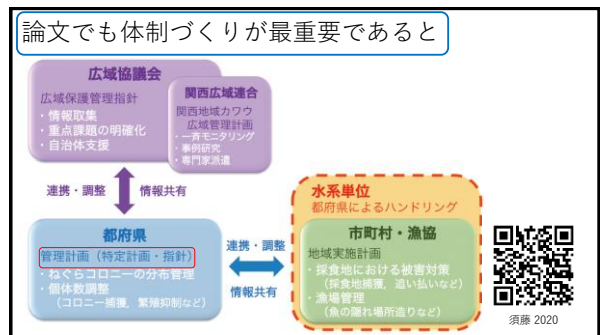 論文でも体制づくりが最重要であると
広域協議会
広域保護管理指針
・情報収集
・重点課題の明確化
・自治体支援
関西広域連合
関西地域カワウ
広域管理計画
・一斉モニタリング
・事例研究
・専門家派遣
連携・調整
情報共有
都府県
管理計画（特定計画・指針）
・ねぐらコロニーの分布管理
・個体数調整
（コロニー捕獲，繁殖抑制など）
連携・調整
情報共有
水系単位
都府県によるハンドリング
市町村・漁協
地域実施計画
・採食地における被害対策
（採食地捕獲，追い払いなど）
・漁場管理
（魚の隠れ場所造りなど）
須藤 2020